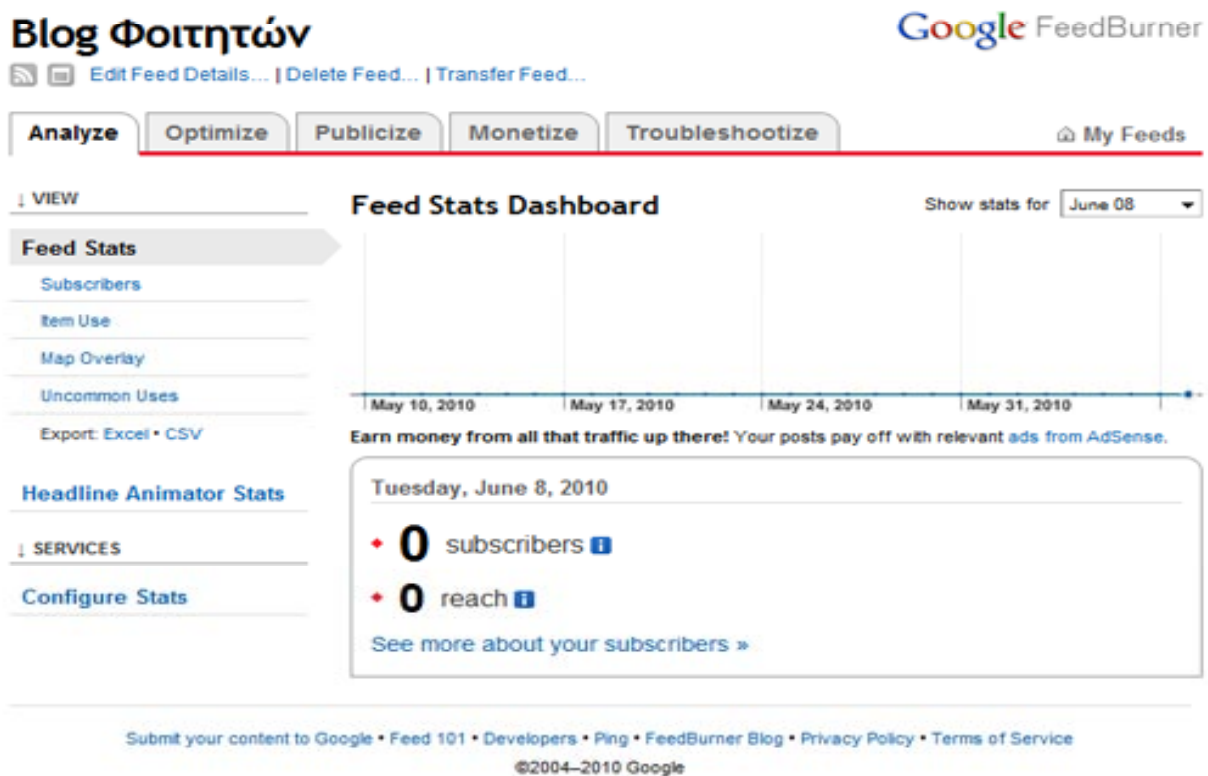 Blog Φοιτητών
Google FeedBurner
Edit Feed Details... | Delete Feed... | Transfer Feed...
Analyze Optimize Publicize Monetize Troubleshootize My Feeds
↓ VIEW
Feed Stats
Subscribers
Item Use
Map Overlay
Uncommon Uses
Export: Excel • CSV
Headline Animator Stats
↓ SERVICES
Configure Stats
Feed Stats Dashboard
Show stats for June 08
May 10, 2010 May 17, 2010 May 24, 2010 May 31, 2010
Earn money from all that traffic up there! Your posts pay off with relevant ads from AdSense.
Tuesday, June 8, 2010
0 subscribers i
0 reach i
See more about your subscribers »
Submit your content to Google • Feed 101 • Developers • Ping • FeedBurner Blog • Privacy Policy • Terms of Service
©2004–2010 Google